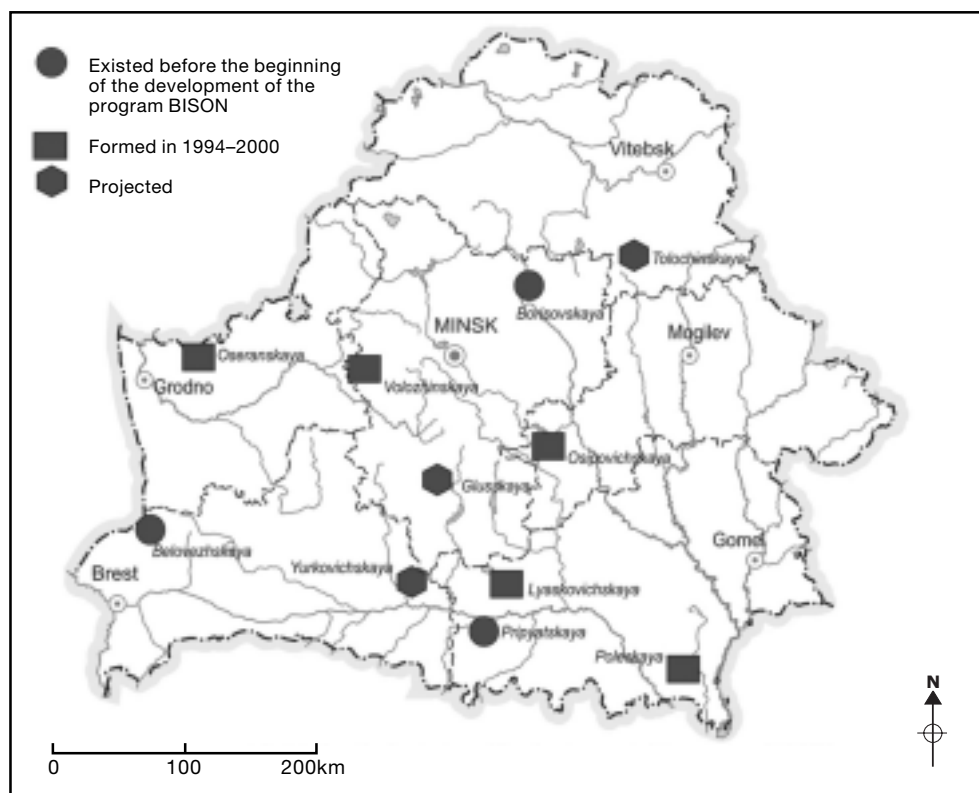 Existed before the beginning
of the development of the
program BISON
Formed in 1994–2000
Projected
Vitebsk
Tolochinskaya
Borisovskaya
MINSK
Mogilev
Oseranskaya
Grodno
Volozhinskaya
Osipovichskaya
Glusskaya
Belovezhskaya
Gomel
Brest
Yurkovichskaya
Lyaskovichskaya
Pripyatskaya
Polesskaya
N
0 100 200km